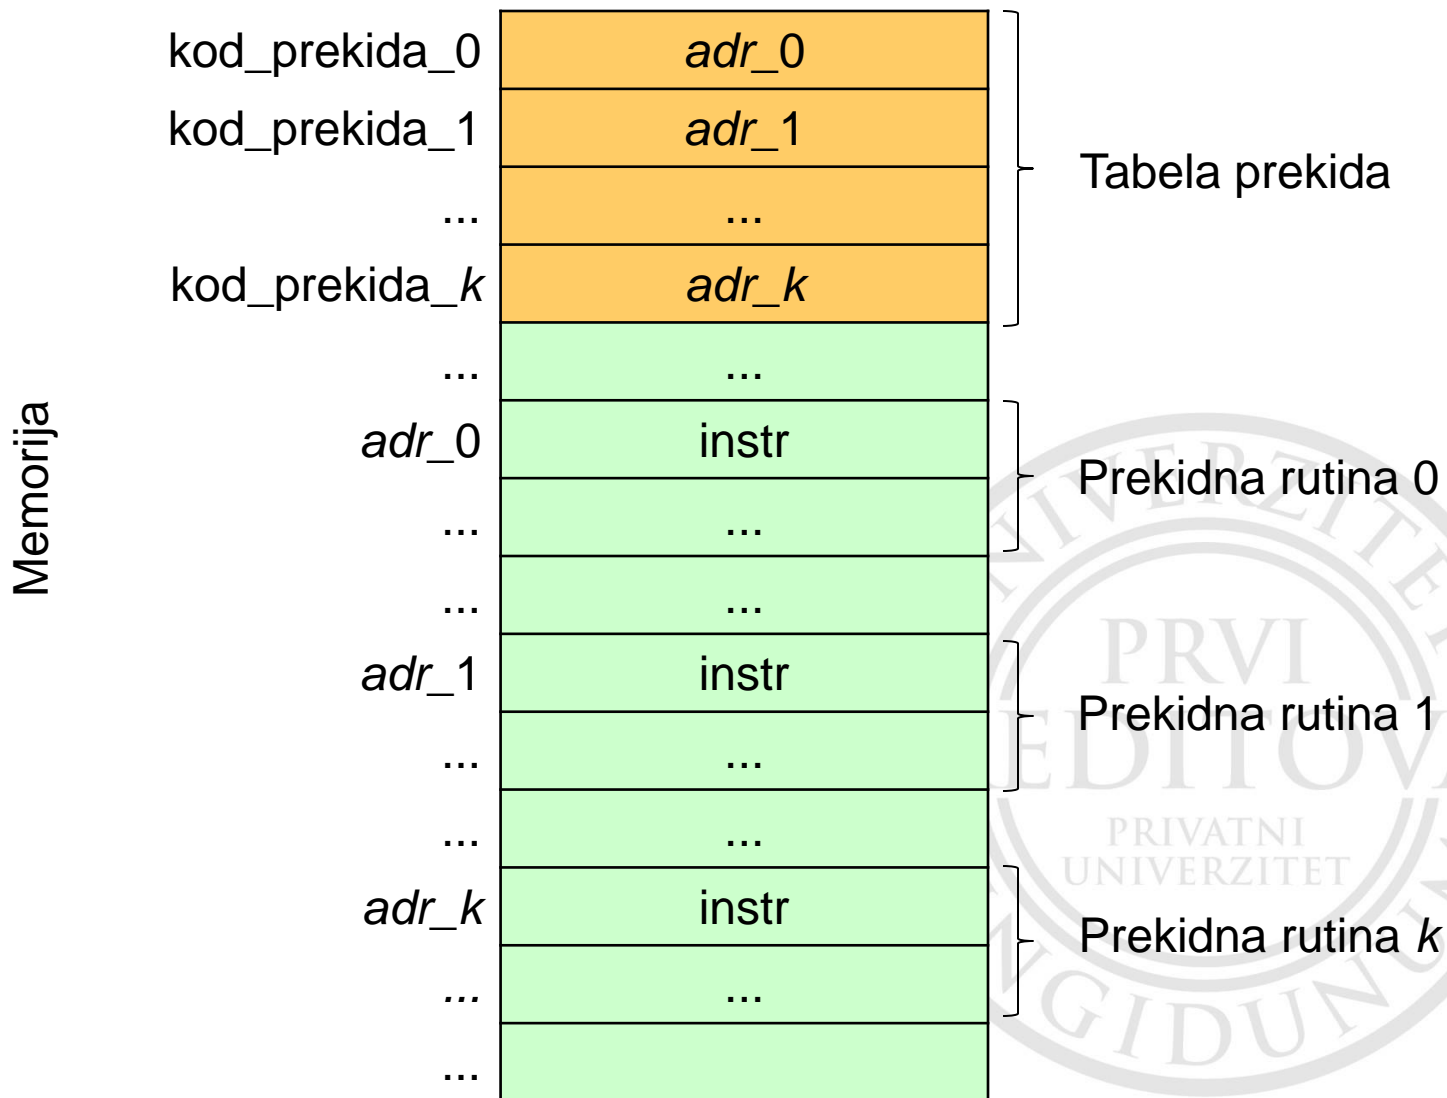 kod_prekida_0 adr_0
kod_prekida_1 adr_1
... ...
kod_prekida_k adr_k
Tabela prekida
... ...
adr_0 instr
... ...
Prekidna rutina 0
... ...
adr_1 instr
... ...
Prekidna rutina 1
... ...
adr_k instr
... ...
Prekidna rutina k
...
Memorija
PRVI
PRIVATNI
UNIVERZITET